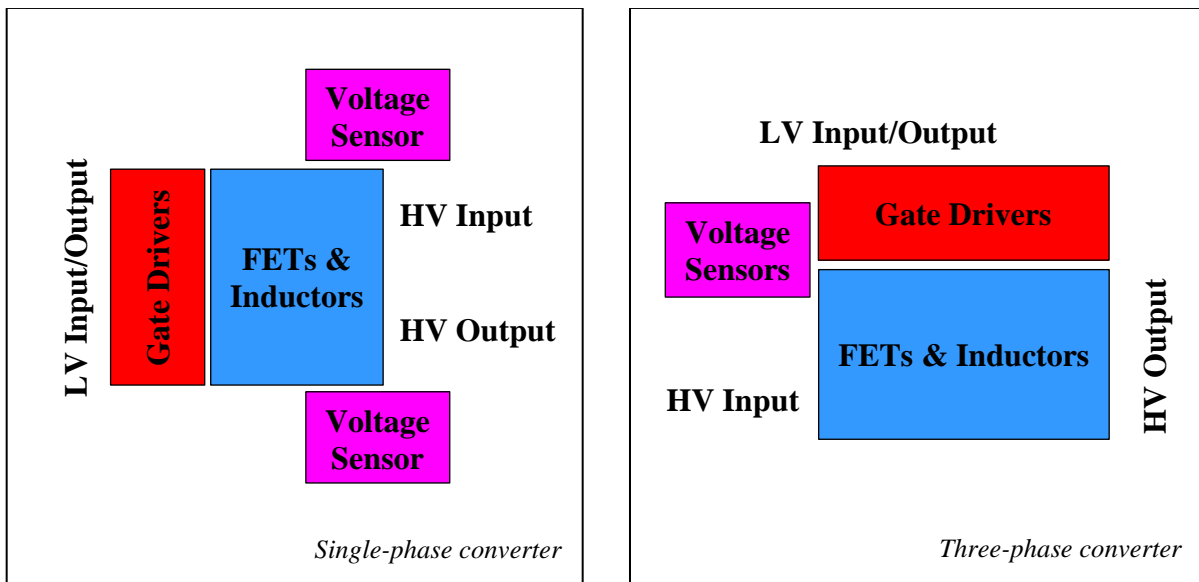 Voltage
Sensor
LV Input/Output
Gate Drivers
FETs &
Inductors
HV Input
HV Output
Voltage
Sensor
Single-phase converter
LV Input/Output
Gate Drivers
Voltage
Sensors
FETs & Inductors
HV Input
HV Output
Three-phase converter